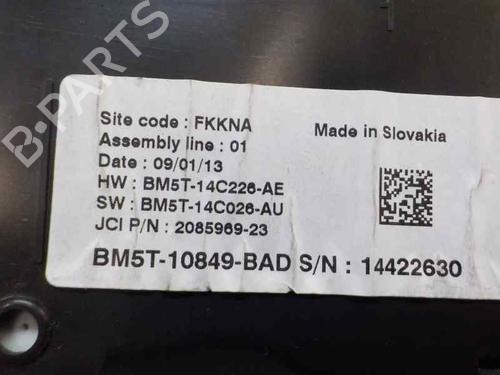 Site code : FKKNA
Made in Slovakia
Assembly line : 01
Date : 09/01/13
HW : BM5T-14C226-AE
SW : BM5T-14C026-AU
JCI P/N : 2085969-23
BM5T-10849-BAD S/N : 14422630
B-PARTS